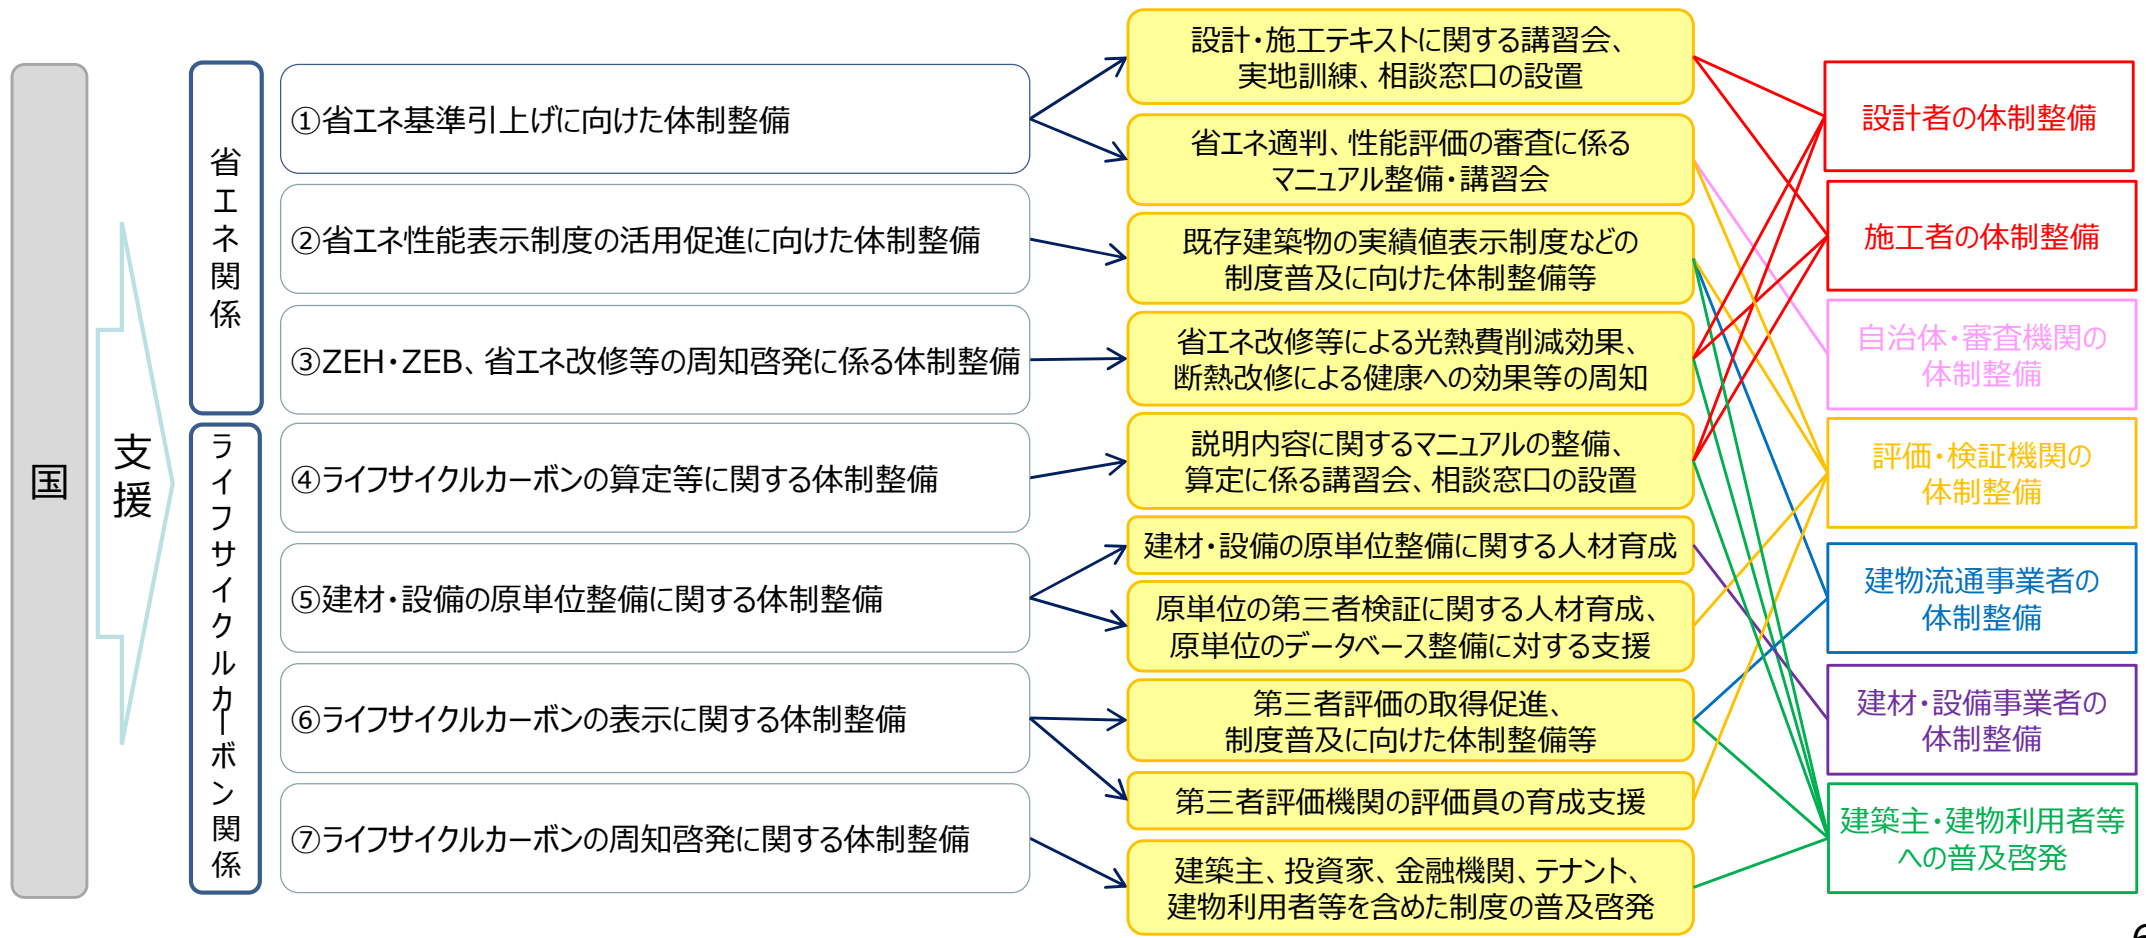 国
支援
省エネ関係
①省エネ基準引上げに向けた体制整備
②省エネ性能表示制度の活用促進に向けた体制整備
③ZEH・ZEB、省エネ改修等の周知啓発に係る体制整備
ライフサイクルカーボン関係
④ライフサイクルカーボンの算定等に関する体制整備
⑤建材・設備の原単位整備に関する体制整備
⑥ライフサイクルカーボンの表示に関する体制整備
⑦ライフサイクルカーボンの周知啓発に関する体制整備
設計・施工テキストに関する講習会、
実地訓練、相談窓口の設置
省エネ適判、性能評価の審査に係る
マニュアル整備・講習会
既存建築物の実績値表示制度などの
制度普及に向けた体制整備等
省エネ改修等による光熱費削減効果、
断熱改修による健康への効果等の周知
説明内容に関するマニュアルの整備、
算定に係る講習会、相談窓口の設置
建材・設備の原単位整備に関する人材育成
原単位の第三者検証に関する人材育成、
原単位のデータベース整備に対する支援
第三者評価の取得促進、
制度普及に向けた体制整備等
第三者評価機関の評価員の育成支援
建築主、投資家、金融機関、テナント、
建物利用者等を含めた制度の普及啓発
設計者の体制整備
施工者の体制整備
自治体・審査機関の
体制整備
評価・検証機関の
体制整備
建物流通事業者の
体制整備
建材・設備事業者の
体制整備
建築主・建物利用者等
への普及啓発